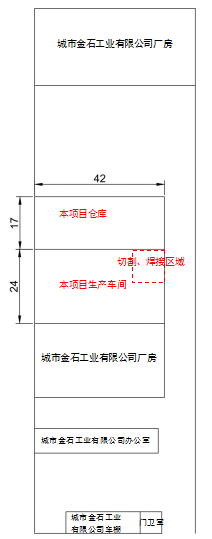 城市金石工业有限公司厂房
42
17
本项目仓库
切割、焊接区域
24
本项目生产车间
城市金石工业有限公司厂房
城市金石工业有限公司办公室
城市金石工业
有限公司车棚
门卫室